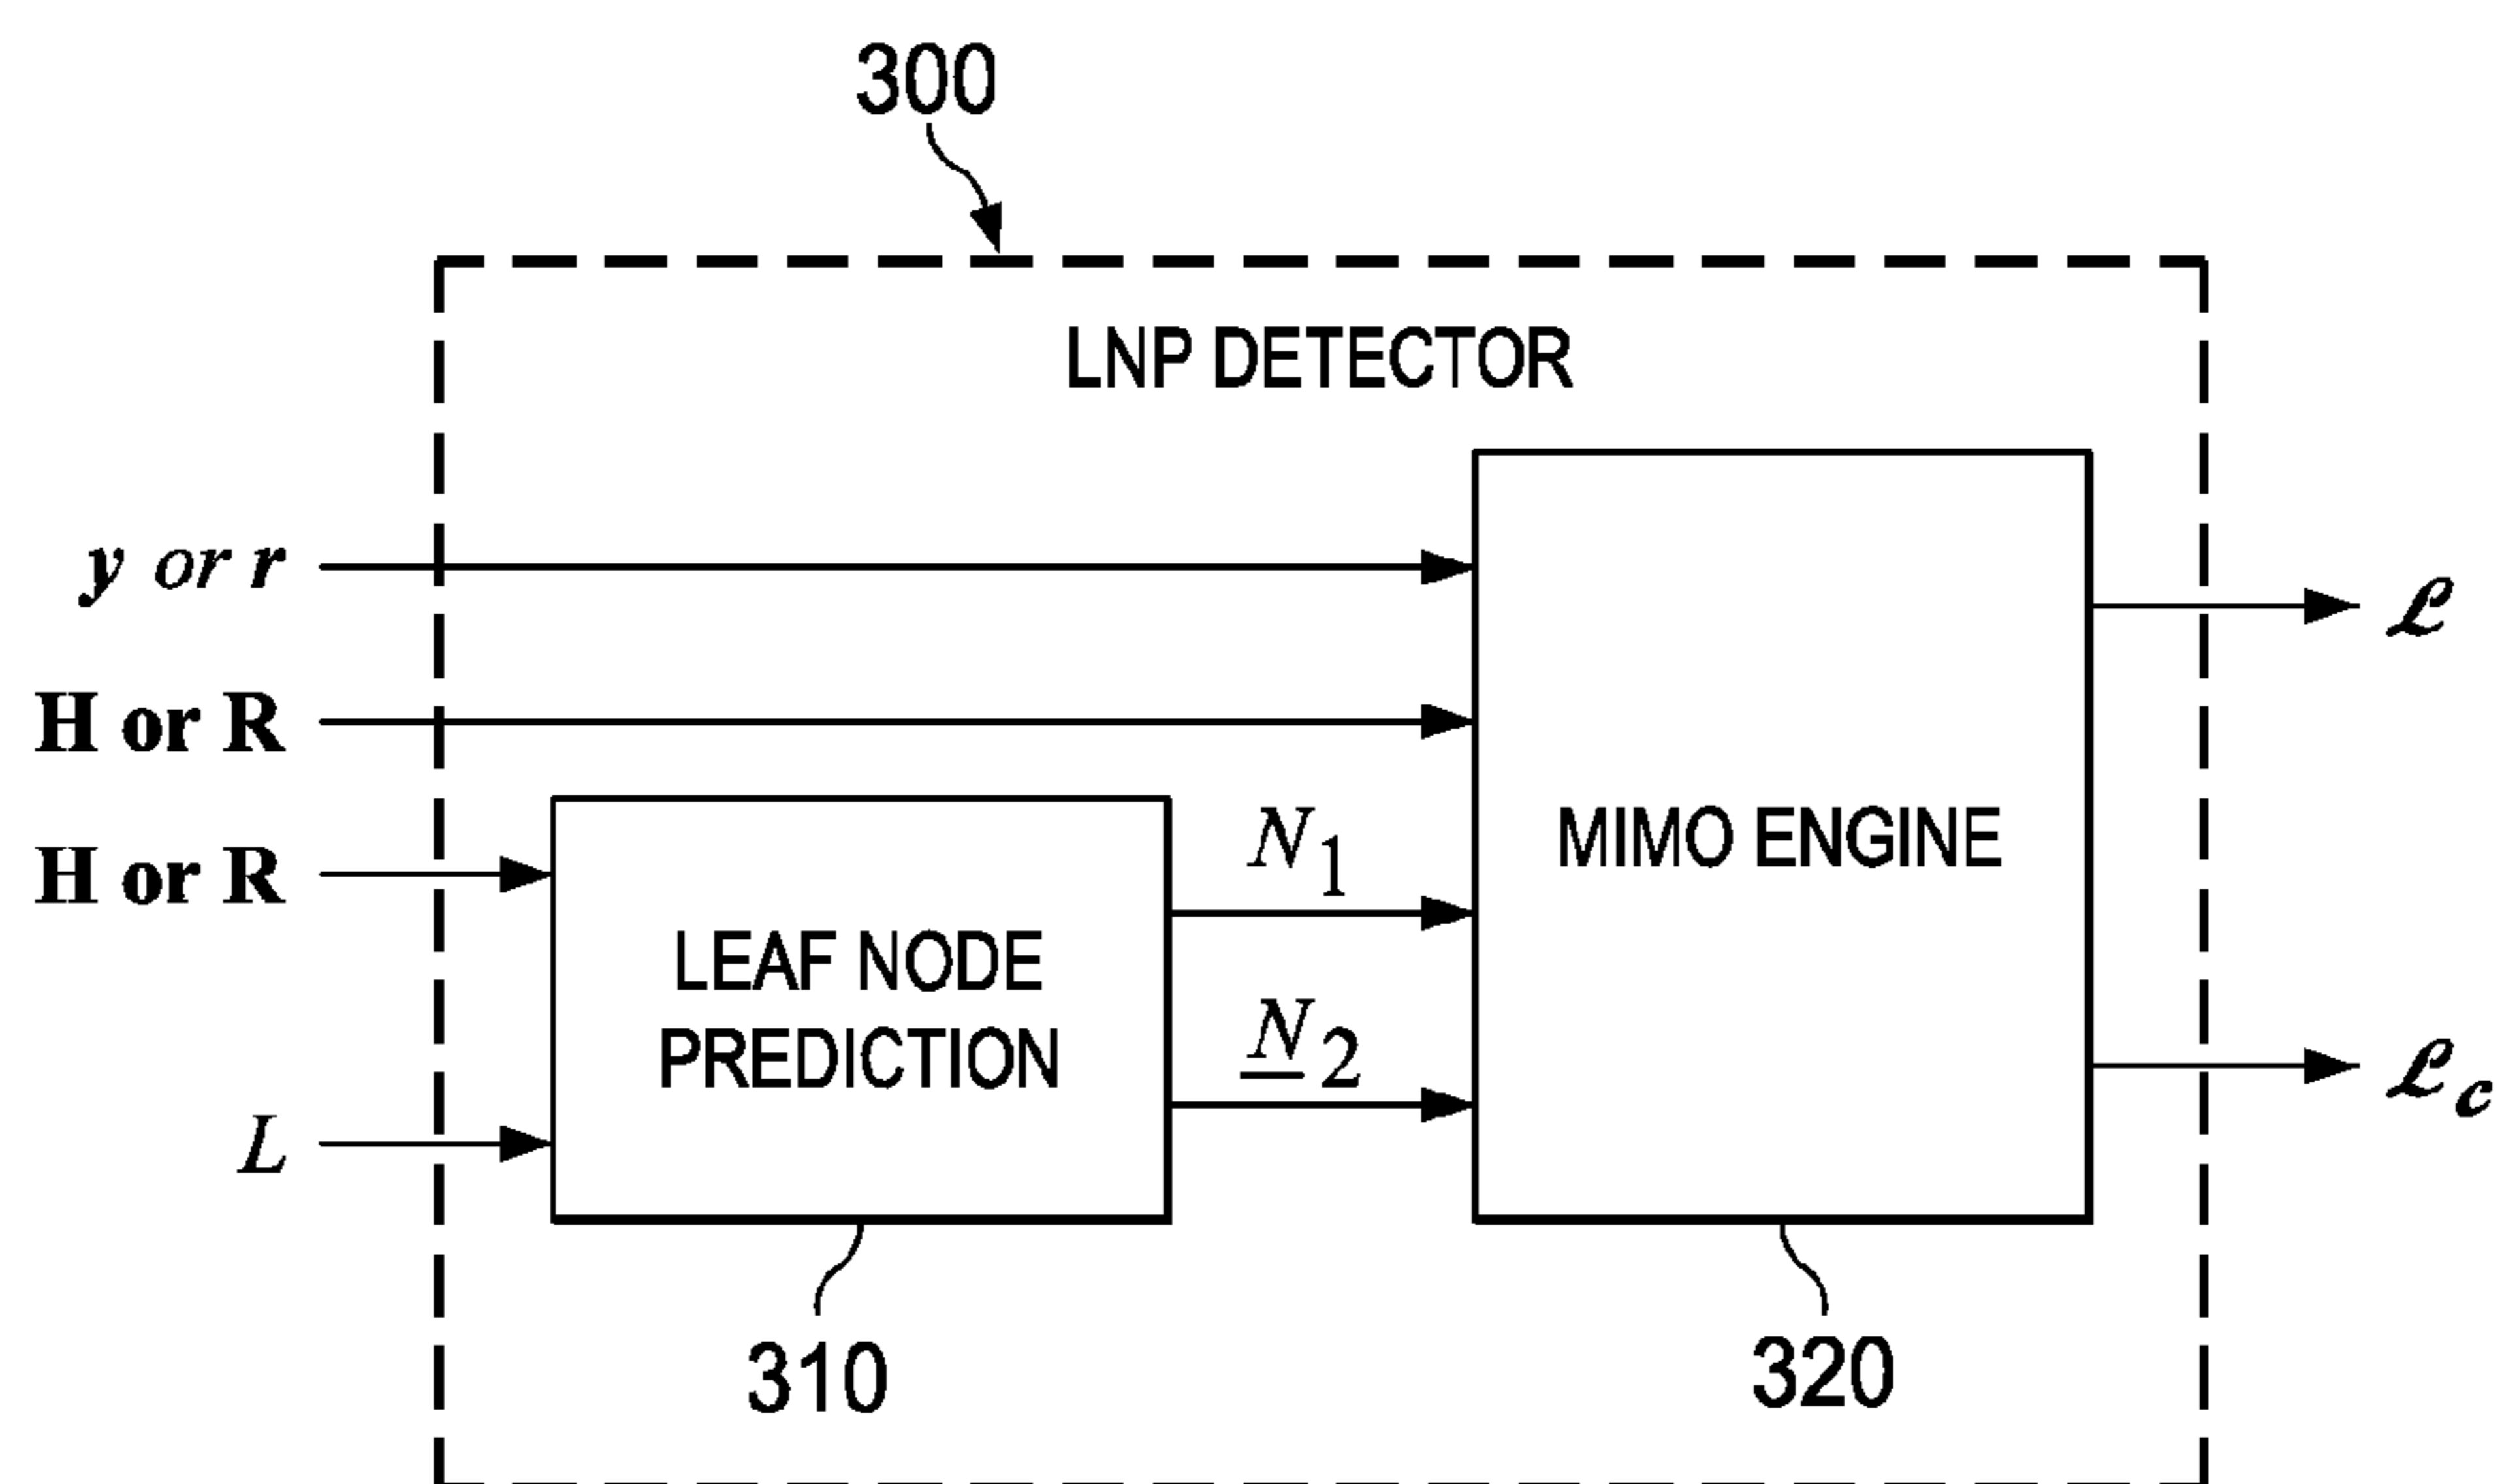 300
LNP DETECTOR
y or r
ℒ
H or R
MIMO ENGINE
N1
H or R
LEAF NODE
PREDICTION
N2
ℒc
L
310
320